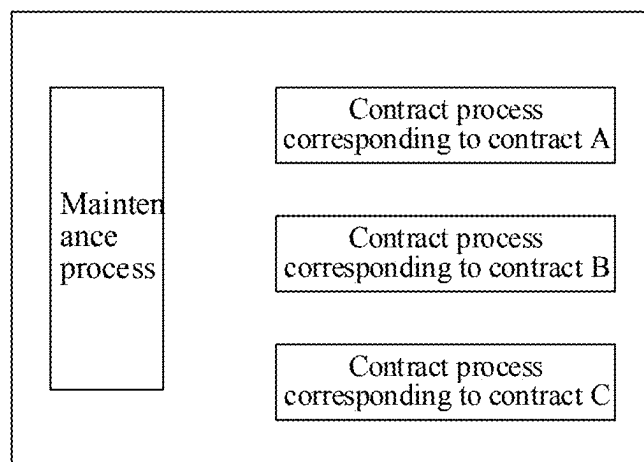 Mainten
ance
process
Contract process
corresponding to contract A
Contract process
corresponding to contract B
Contract process
corresponding to contract C